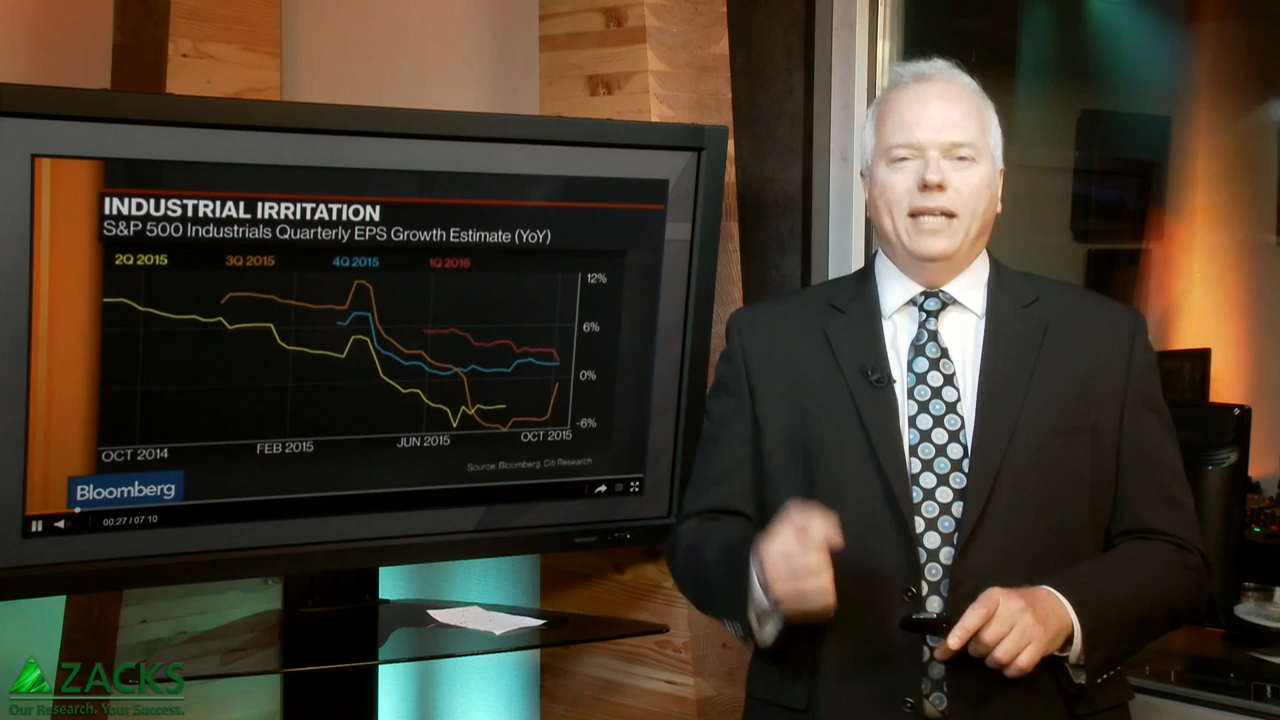 INDUSTRIAL IRRITATION
S&P 500 Industrials Quarterly EPS Growth Estimate (YoY)
2Q 2015 3Q 2015 4Q 2015 1Q 2016
12%
6%
0%
-6%
OCT 2014 FEB 2015 JUN 2015 OCT 2015
Source: Bloomberg, Citi Research
Bloomberg
00:27 / 07:10
ZACKS
Our Research. Your Success.